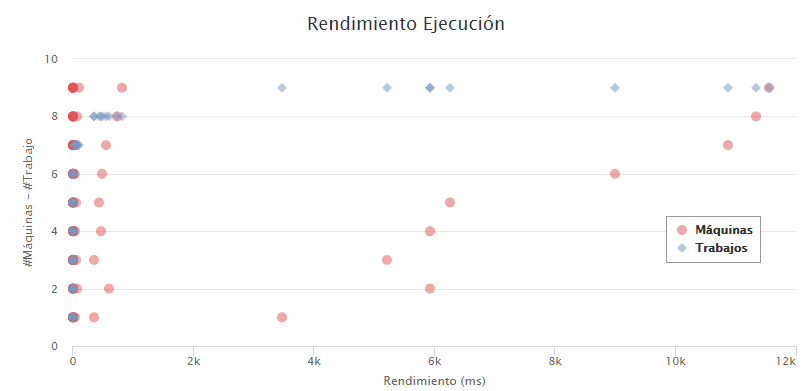 Rendimiento Ejecución
#Máquinas - #Trabajo
10
8
6
4
2
0
Máquinas
Trabajos
0 2k 4k 6k 8k 10k 12k
Rendimiento (ms)